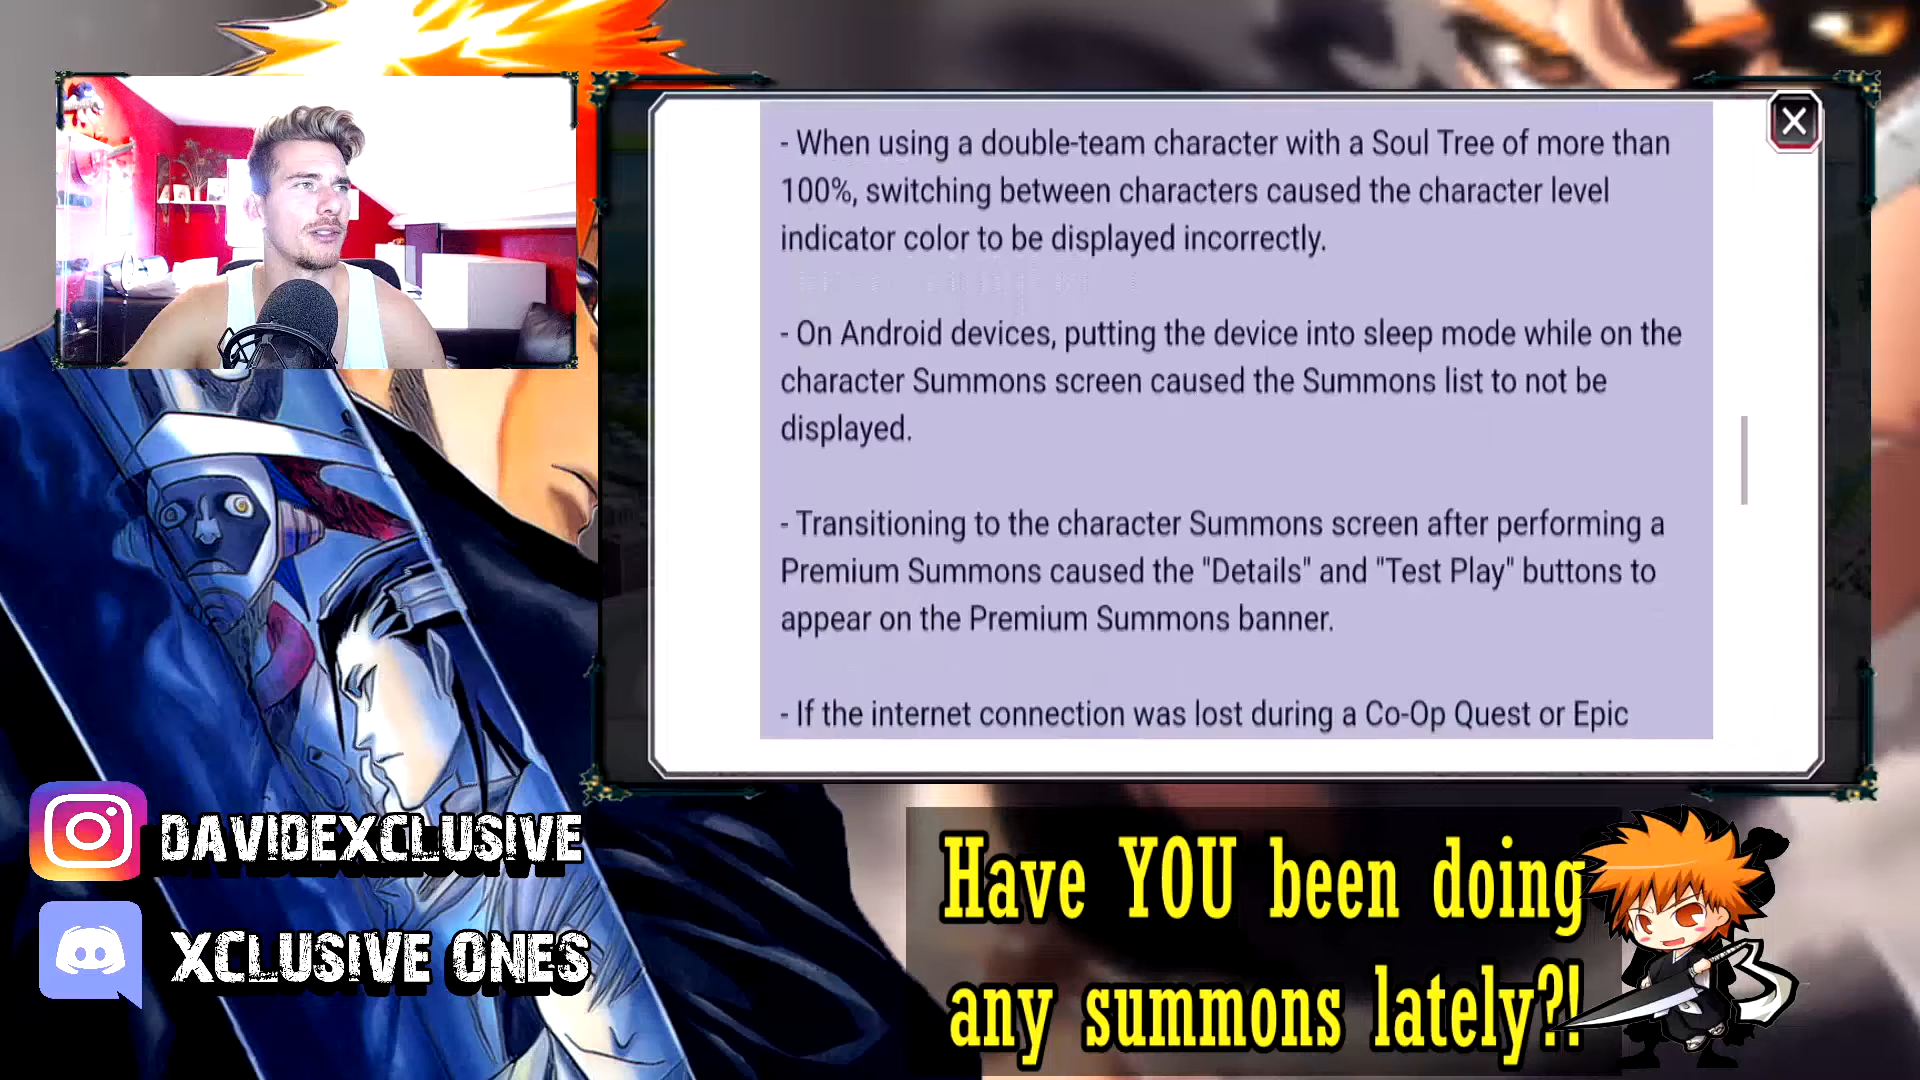 - When using a double-team character with a Soul Tree of more than
100%, switching between characters caused the character level
indicator color to be displayed incorrectly.
- On Android devices, putting the device into sleep mode while on the
character Summons screen caused the Summons list to not be
displayed.
- Transitioning to the character Summons screen after performing a
Premium Summons caused the "Details" and "Test Play" buttons to
appear on the Premium Summons banner.
- If the internet connection was lost during a Co-Op Quest or Epic
DAVIDEXCLUSIVE
XCLUSIVE ONES
Have YOU been doing
any summons lately?!